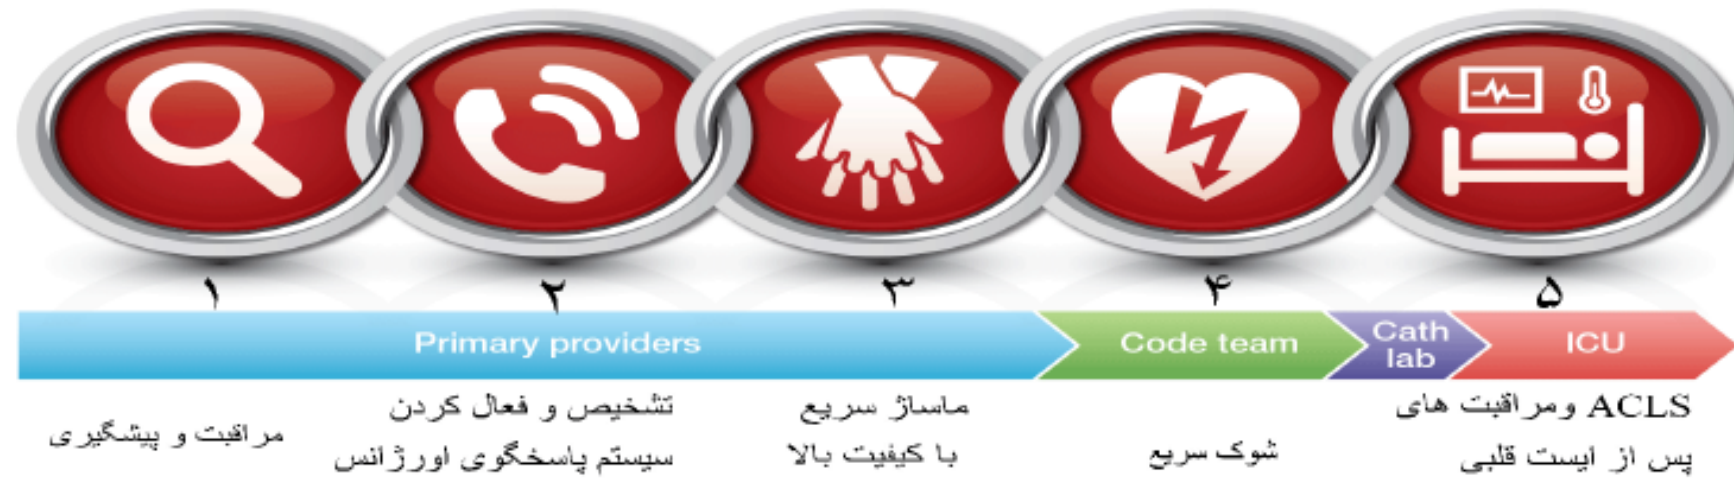 ۱
۲
۳
۴
۵
Primary providers
Code team
Cath
lab
ICU
مراقبت و پیشگیری
تشخیص و فعال کردن
سیستم پاسخگوی اورژانس
ماساژ سریع
با کیفیت بالا
شوک سریع
ACLS ومراقبت های
پس از ایست قلبی